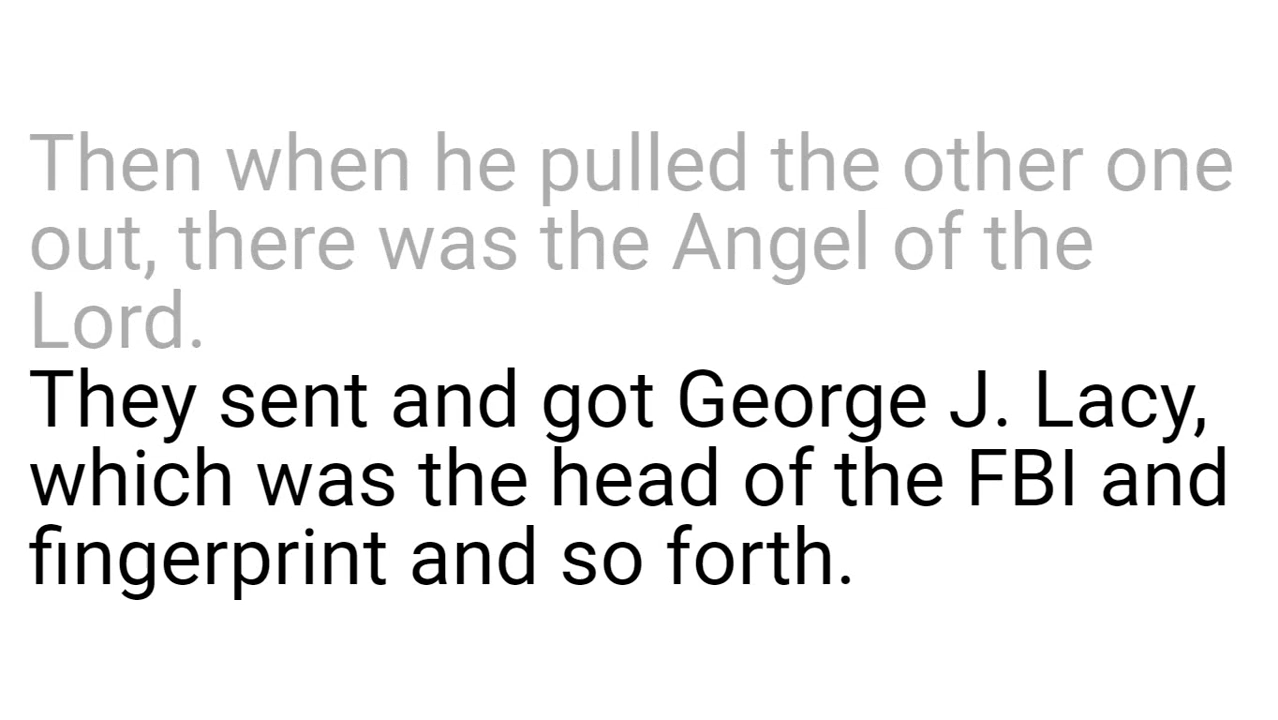 Then when he pulled the other one
out, there was the Angel of the
Lord.
They sent and got George J. Lacy,
which was the head of the FBI and
fingerprint and so forth.